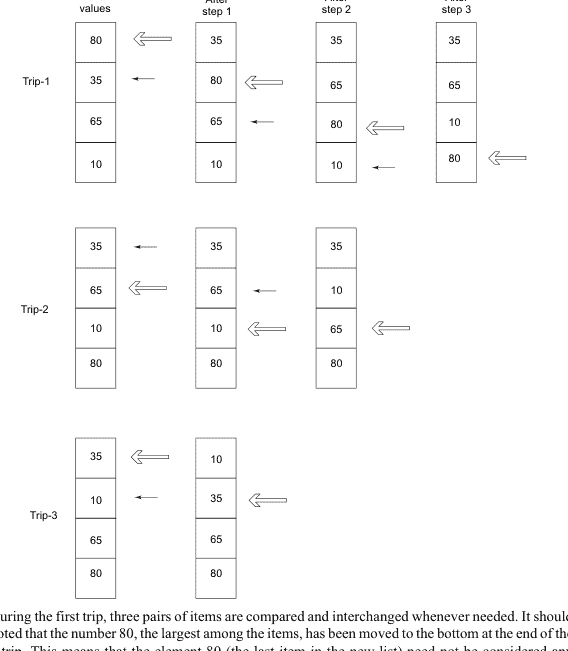 values After After After
step 1 step 2 step 3
80 35 35 35
Trip-1
35 80 65 65
65 65 80 10
10 10 10 80
35 35 35
65 65 10
Trip-2
10 10 65
80 80 80
35 10
10 35
Trip-3
65 65
80 80
uring the first trip, three pairs of items are compared and interchanged whenever needed. It should
oted that the number 80, the largest among the items, has been moved to the bottom at the end of the
trip. This means that the element 80 (the last item in the new list) need not be considered any